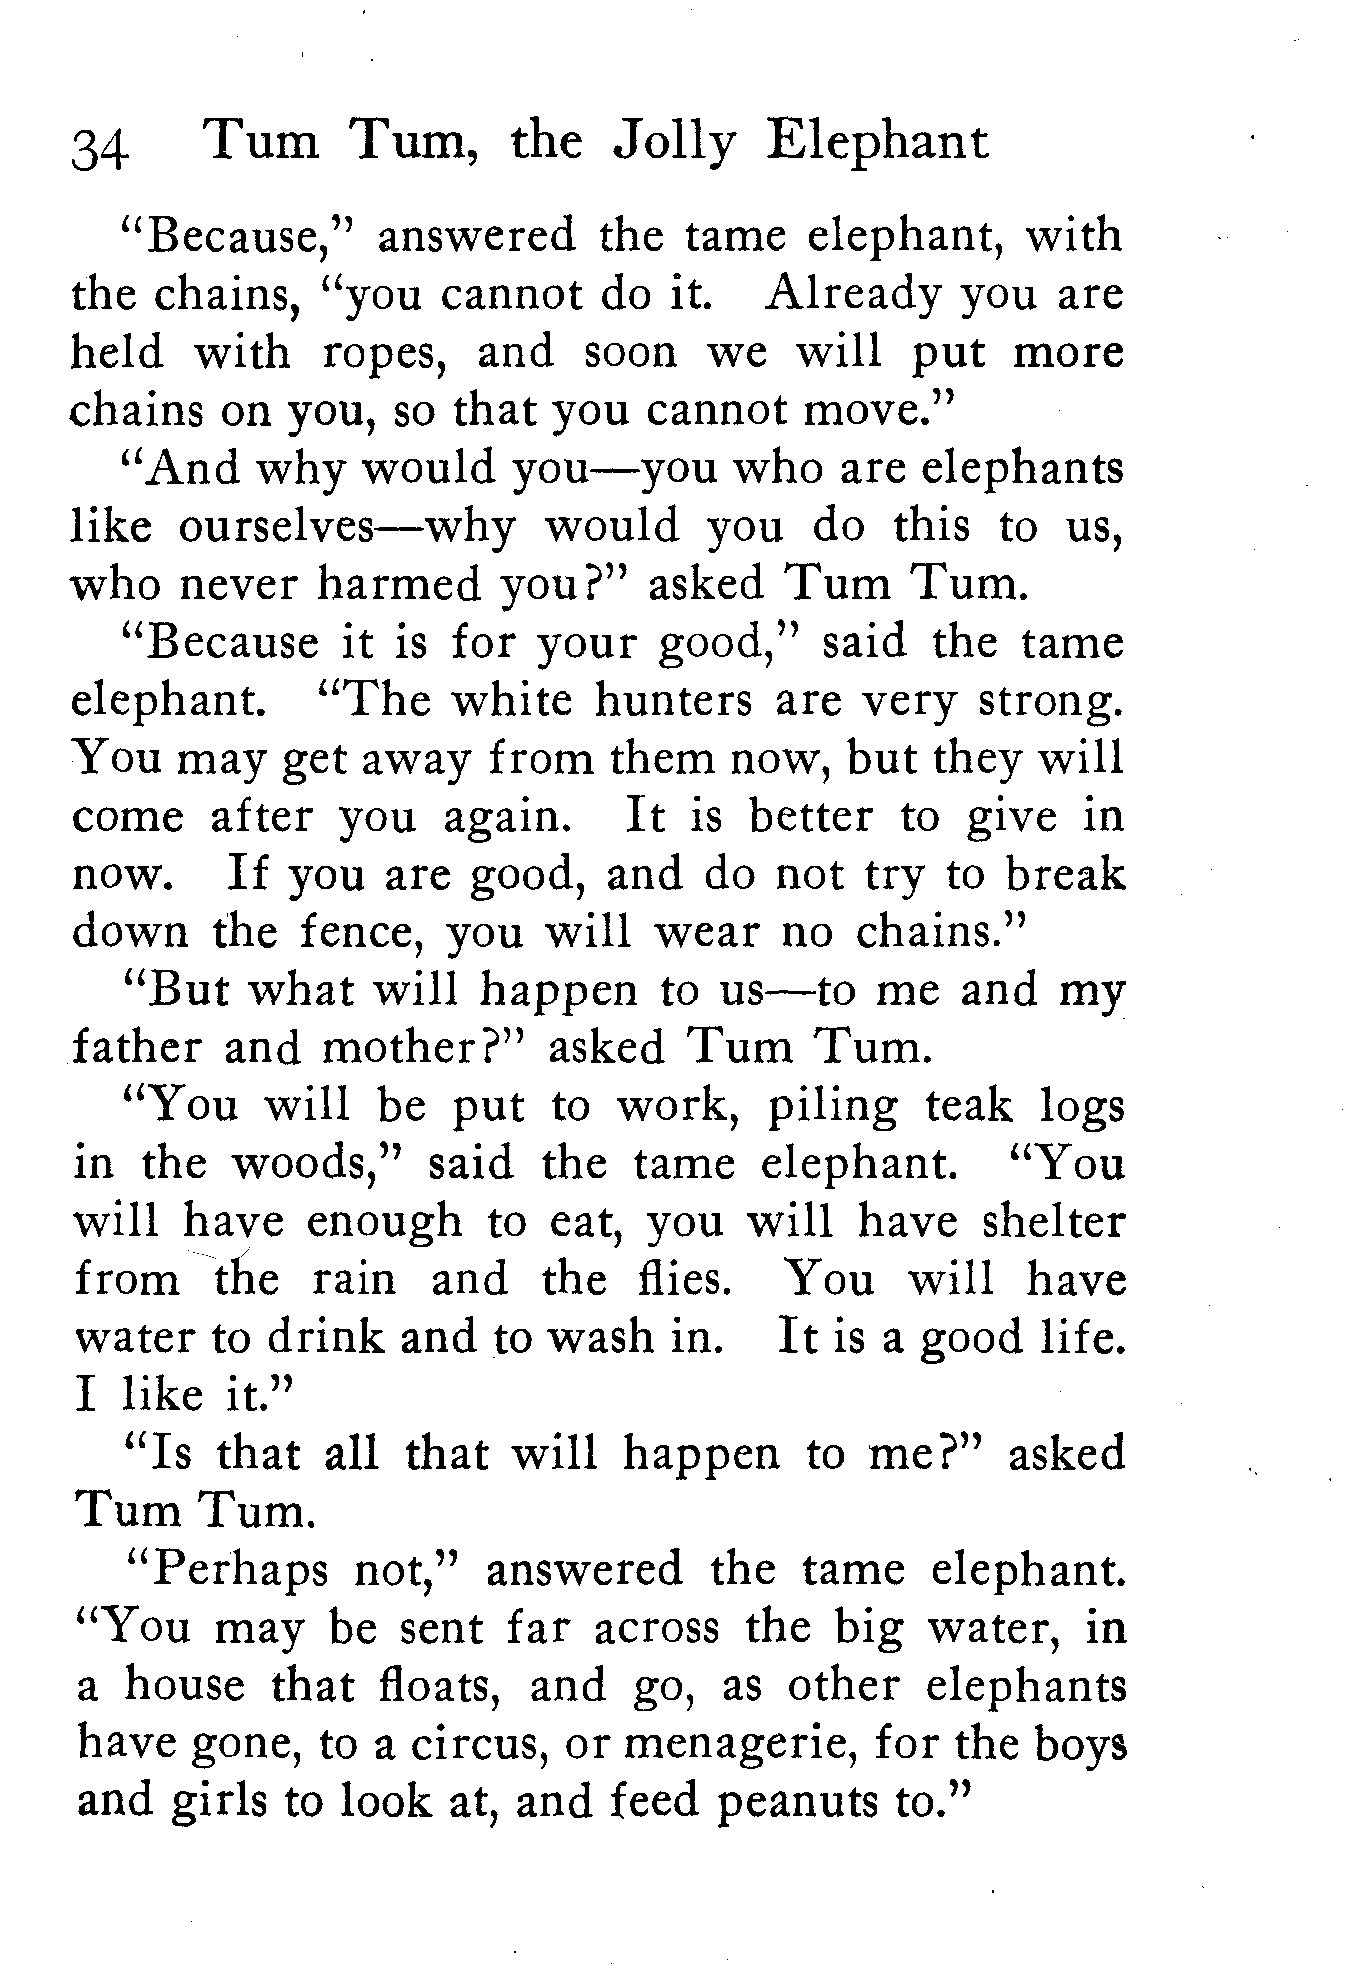 34 Tum Tum, the Jolly Elephant
“Because,” answered the tame elephant, with
the chains, “you cannot do it. Already you are
held with ropes, and soon we will put more
chains on you, so that you cannot move.”
“And why would you—you who are elephants
like ourselves—why would you do this to us,
who never harmed you?” asked Tum Tum.
“Because it is for your good,” said the tame
elephant. “The white hunters are very strong.
You may get away from them now, but they will
come after you again. It is better to give in
now. If you are good, and do not try to break
down the fence, you will wear no chains.”
“But what will happen to us—to me and my
father and mother?” asked Tum Tum.
“You will be put to work, piling teak logs
in the woods,” said the tame elephant. “You
will have enough to eat, you will have shelter
from the rain and the flies. You will have
water to drink and to wash in. It is a good life.
I like it.”
“Is that all that will happen to me?” asked
Tum Tum.
“Perhaps not,” answered the tame elephant.
“You may be sent far across the big water, in
a house that floats, and go, as other elephants
have gone, to a circus, or menagerie, for the boys
and girls to look at, and feed peanuts to.”